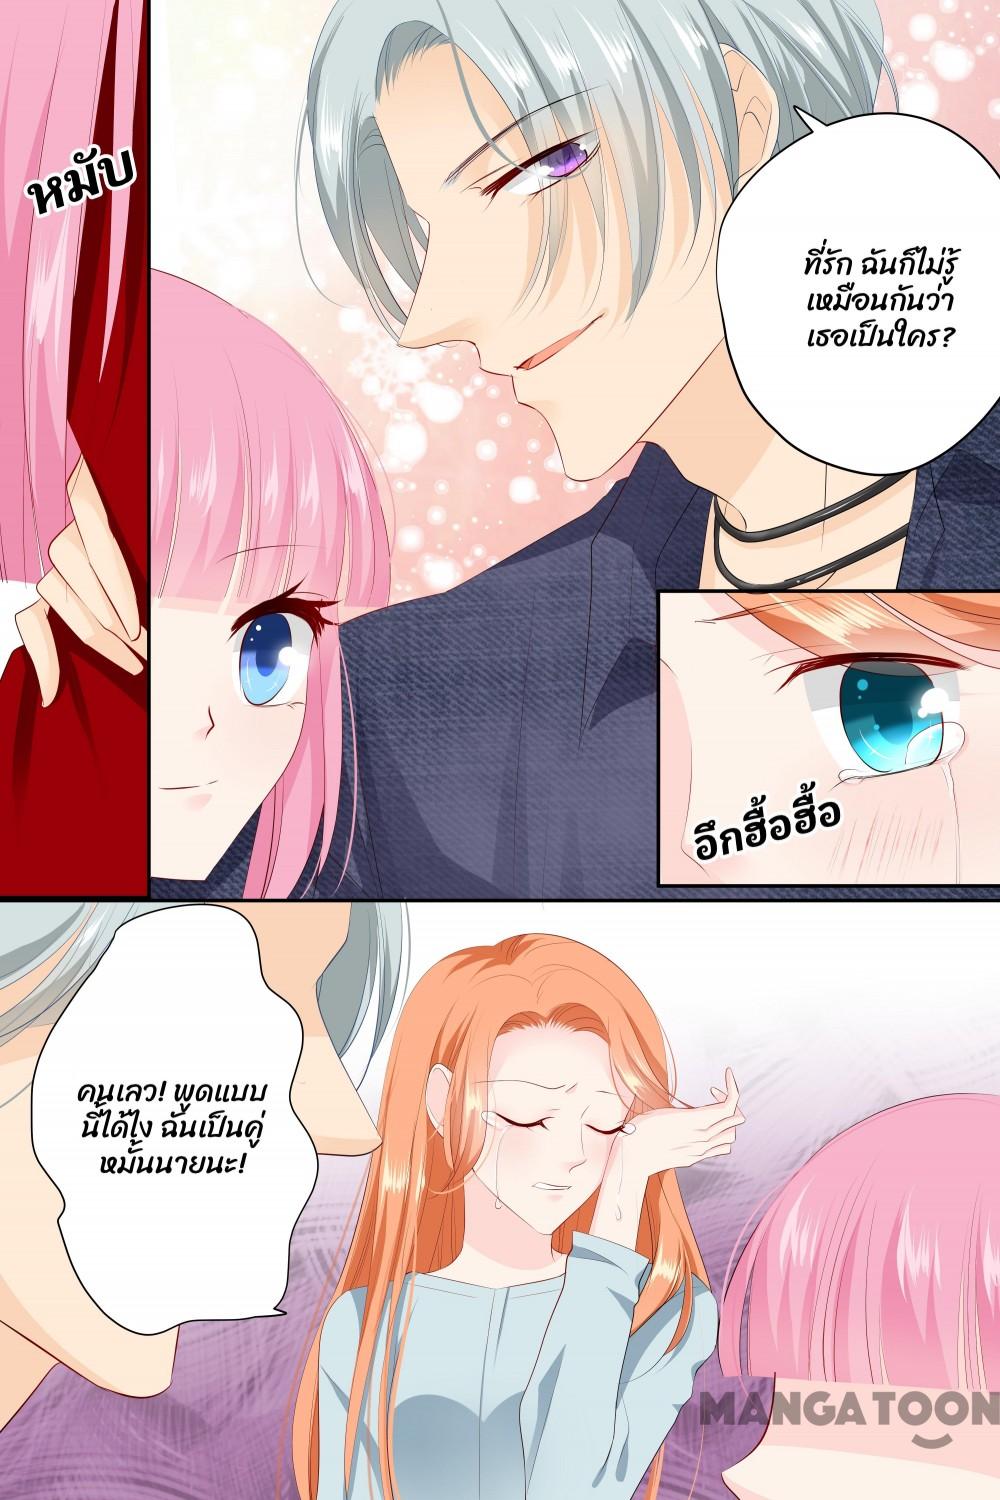 หมับ
ที่รัก ฉันก็ไม่รู้
เหมือนกันว่า
เธอเป็นใคร?
อึกฮื้อฮื้อ
คนเลว! พูดแบบ
นี้ได้ไง ฉันเป็นคู่
หมั้นนายนะ!
MANGATOON